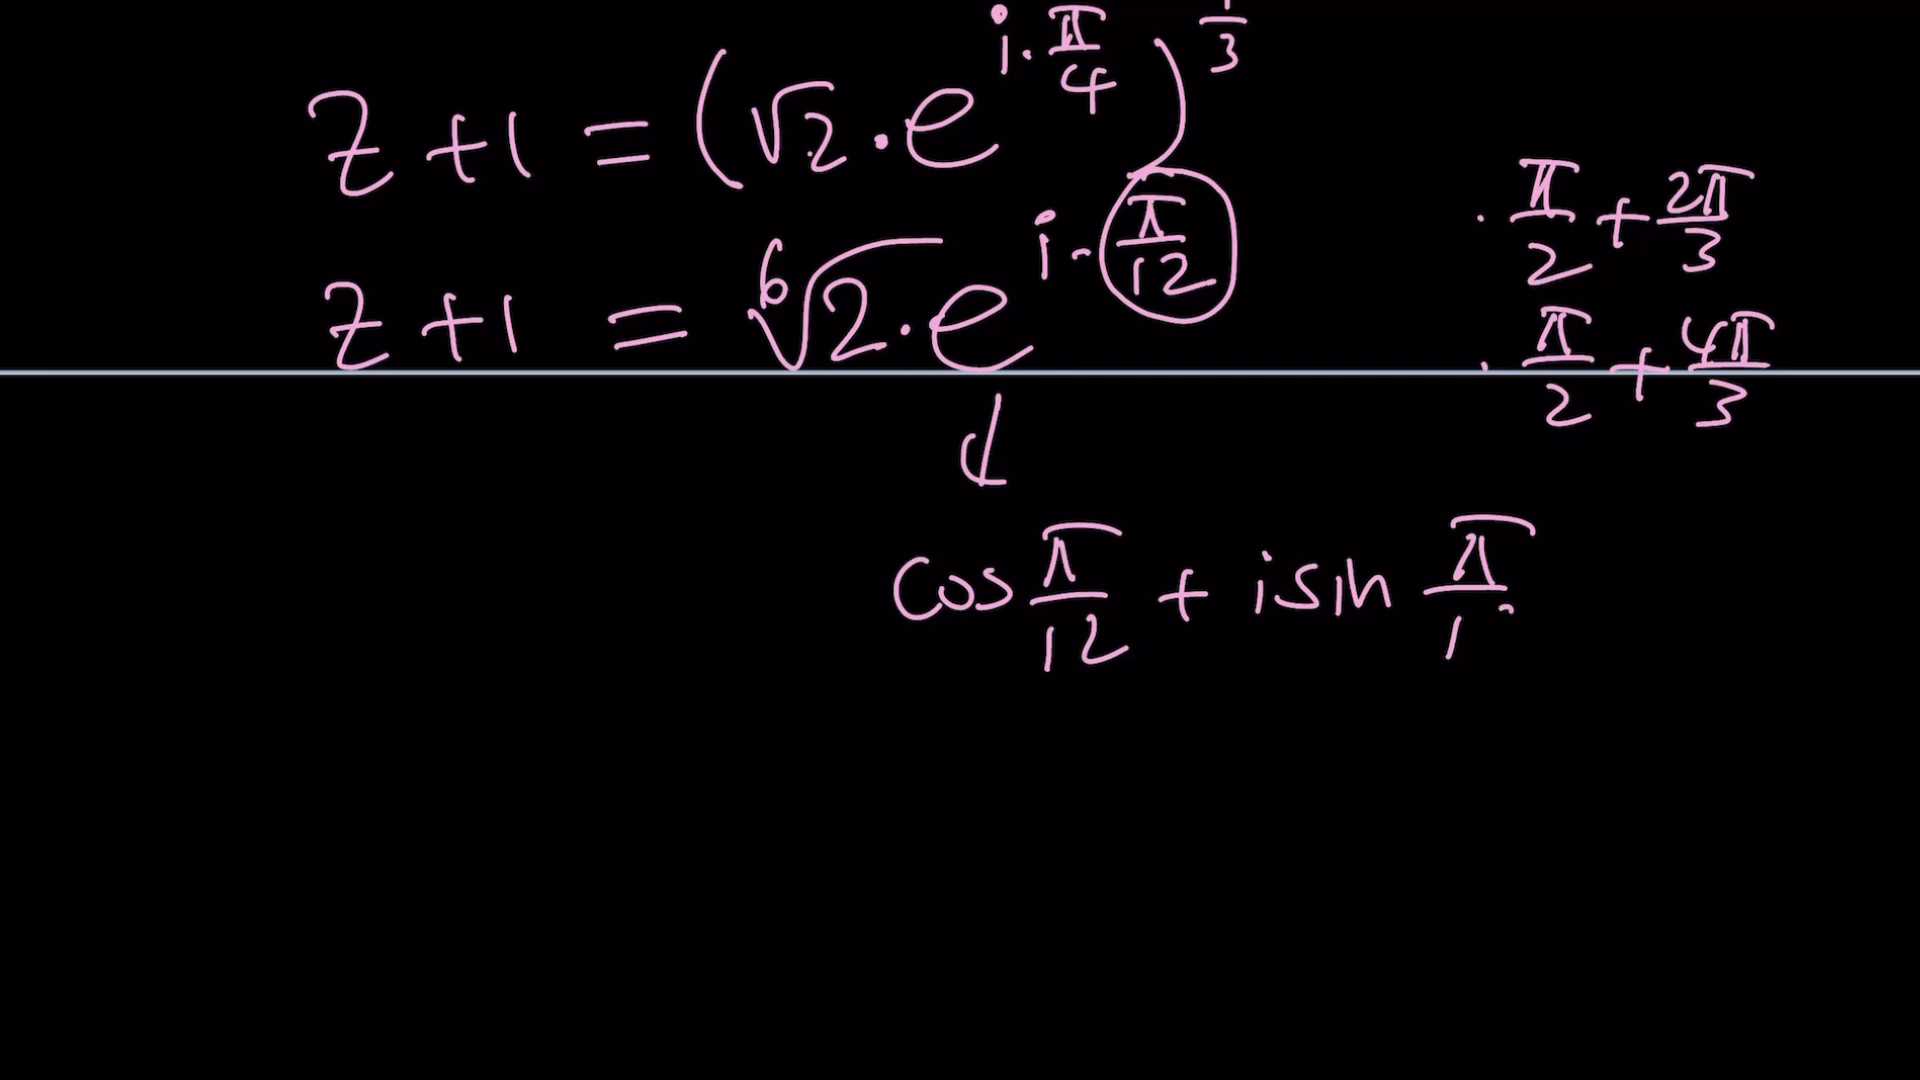 z + 1 = (√2 · e^{i·π/4})^{1/3}
z + 1 = ⁶√2 · e^{i·π/12}
· π/2 + 2π/3
· π/2 + 4π/3
cos π/12 + i sin π/1